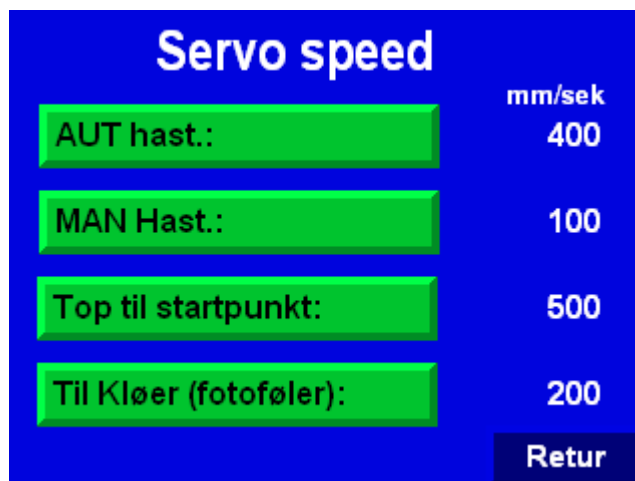 Servo speed
mm/sek
AUT hast.: 400
MAN Hast.: 100
Top til startpunkt: 500
Til Kløer (fotoføler): 200
Retur